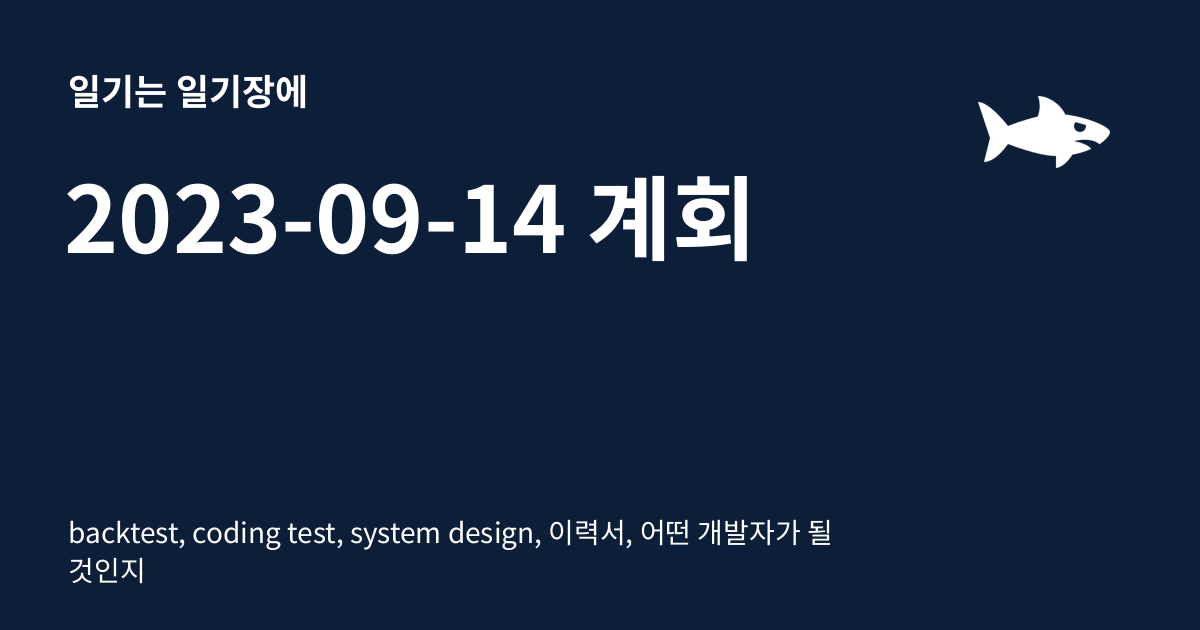 일기는 일기장에
2023-09-14 계회
backtest, coding test, system design, 이력서, 어떤 개발자가 될
것인지